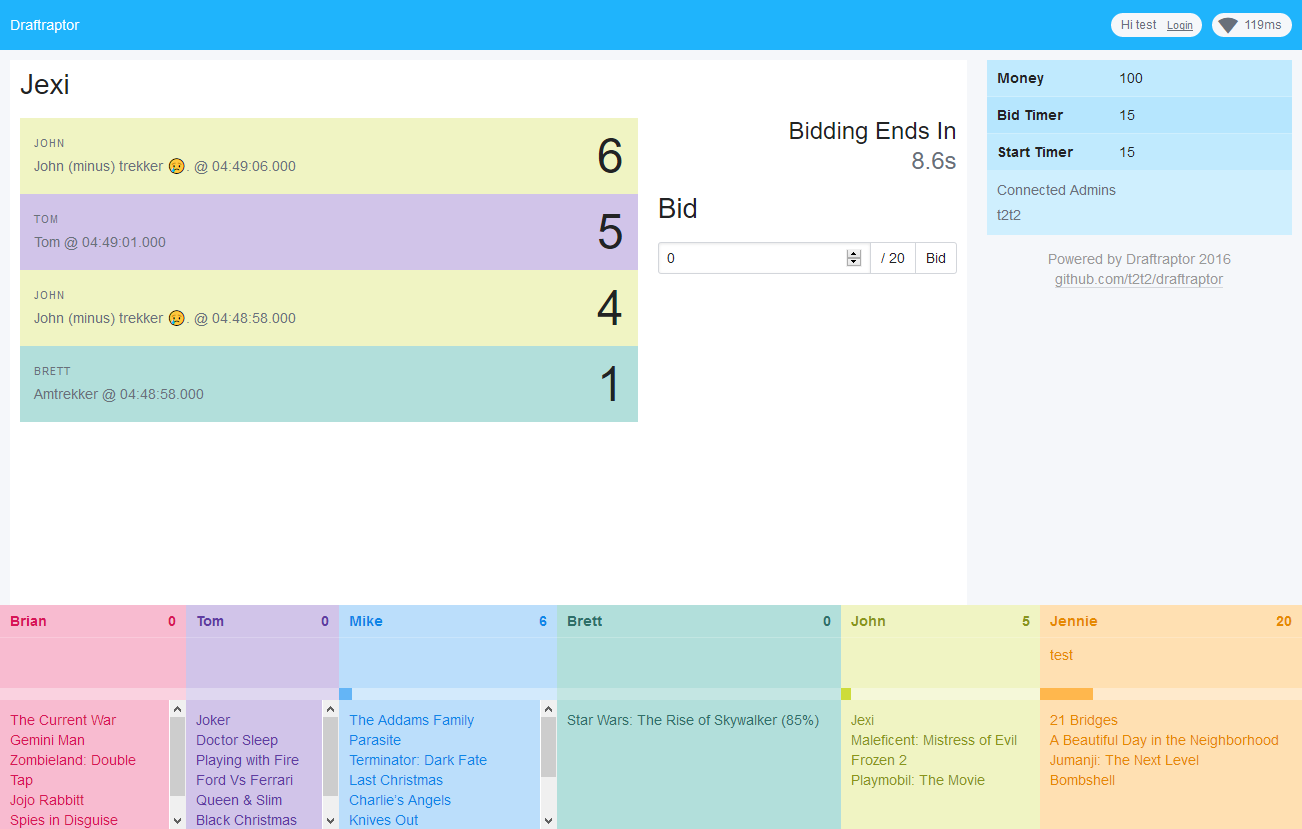 Draftraptor
Hi test Login
119ms
Jexi
JOHN
John (minus) trekker 😥. @ 04:49:06.000
6
TOM
Tom @ 04:49:01.000
5
JOHN
John (minus) trekker 😥. @ 04:48:58.000
4
BRETT
Amtrekker @ 04:48:58.000
1
Bidding Ends In
8.6s
Bid
0 / 20 Bid
Money 100
Bid Timer 15
Start Timer 15
Connected Admins
t2t2
Powered by Draftraptor 2016
github.com/t2t2/draftraptor
Brian 0
The Current War
Gemini Man
Zombieland: Double
Tap
Jojo Rabbitt
Spies in Disguise
Tom 0
Joker
Doctor Sleep
Playing with Fire
Ford Vs Ferrari
Queen & Slim
Black Christmas
Mike 6
The Addams Family
Parasite
Terminator: Dark Fate
Last Christmas
Charlie's Angels
Knives Out
Brett 0
Star Wars: The Rise of Skywalker (85%)
John 5
Jexi
Maleficent: Mistress of Evil
Frozen 2
Playmobil: The Movie
Jennie 20
test
21 Bridges
A Beautiful Day in the Neighborhood
Jumanji: The Next Level
Bombshell